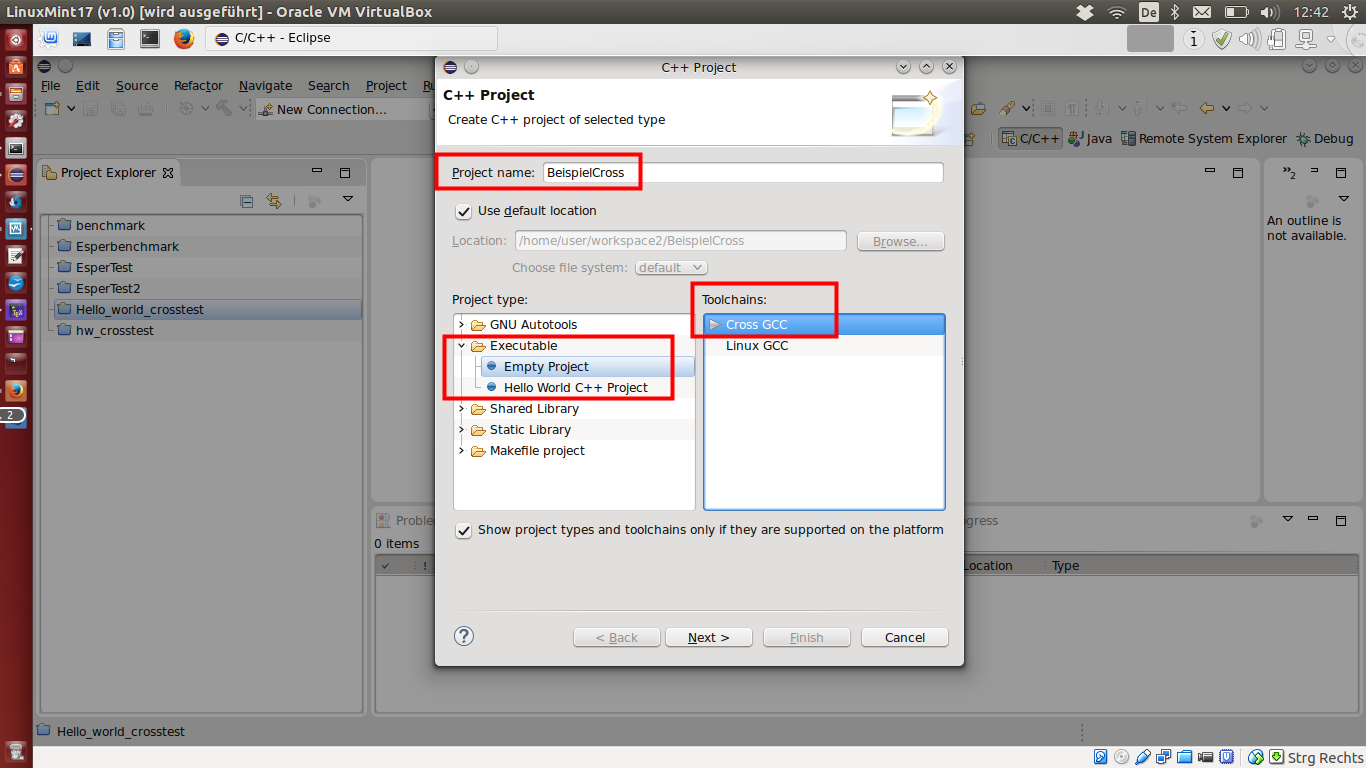 LinuxMint17 (v1.0) [wird ausgeführt] - Oracle VM VirtualBox
De
12:42
C/C++ - Eclipse
C++ Project
File Edit Source Refactor Navigate Search Project Ru
New Connection...
C++ Project
Create C++ project of selected type
C/C++ Java Remote System Explorer Debug
Project Explorer
Project name: BeispielCross
2
Use default location
Location: /home/user/workspace2/BeispielCross Browse...
Choose file system: default
An outline is
not available.
benchmark
Esperbenchmark
EsperTest
EsperTest2
Hello_world_crosstest
hw_crosstest
Project type: Toolchains:
GNU Autotools
Executable
Empty Project
Hello World C++ Project
Shared Library
Static Library
Makefile project
Cross GCC
Linux GCC
2
Show project types and toolchains only if they are supported on the platform
Problem
ogress
0 items
! Location Type
< Back Next > Finish Cancel
Hello_world_crosstest
Strg Rechts